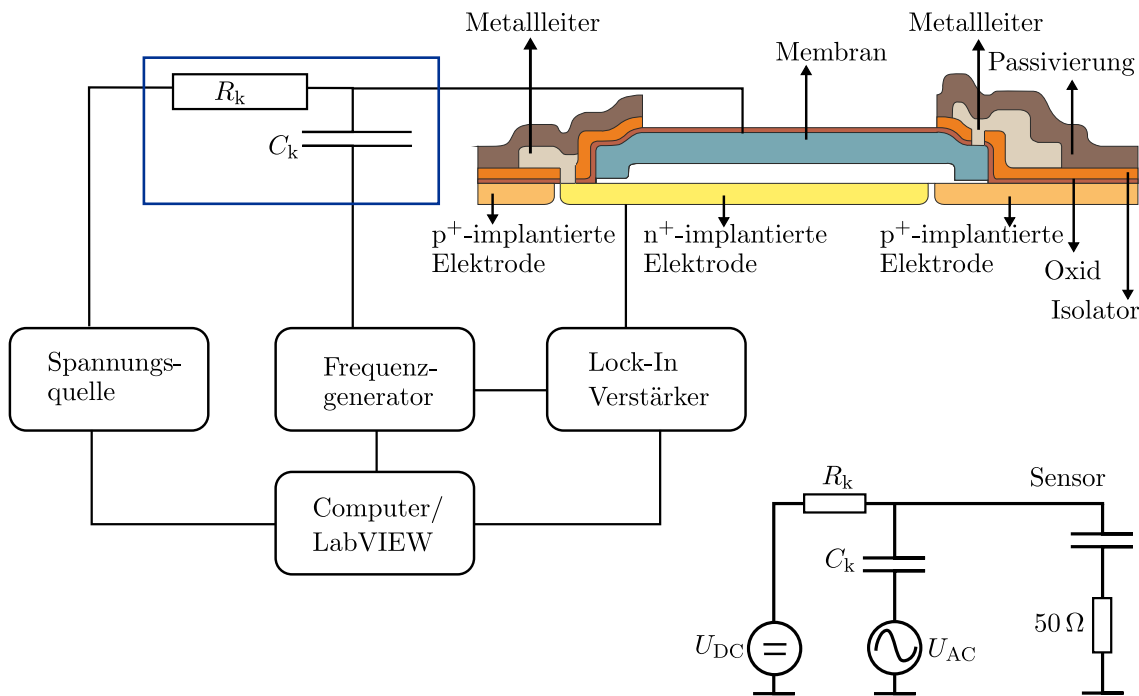 Metallleiter
Metallleiter
Membran
Passivierung
R_k
C_k
p⁺-implantierte
Elektrode
n⁺-implantierte
Elektrode
p⁺-implantierte
Elektrode
Oxid
Isolator
Spannungs-
quelle
Frequenz-
generator
Lock-In
Verstärker
Computer/
LabVIEW
R_k
Sensor
C_k
50 Ω
U_DC
U_AC